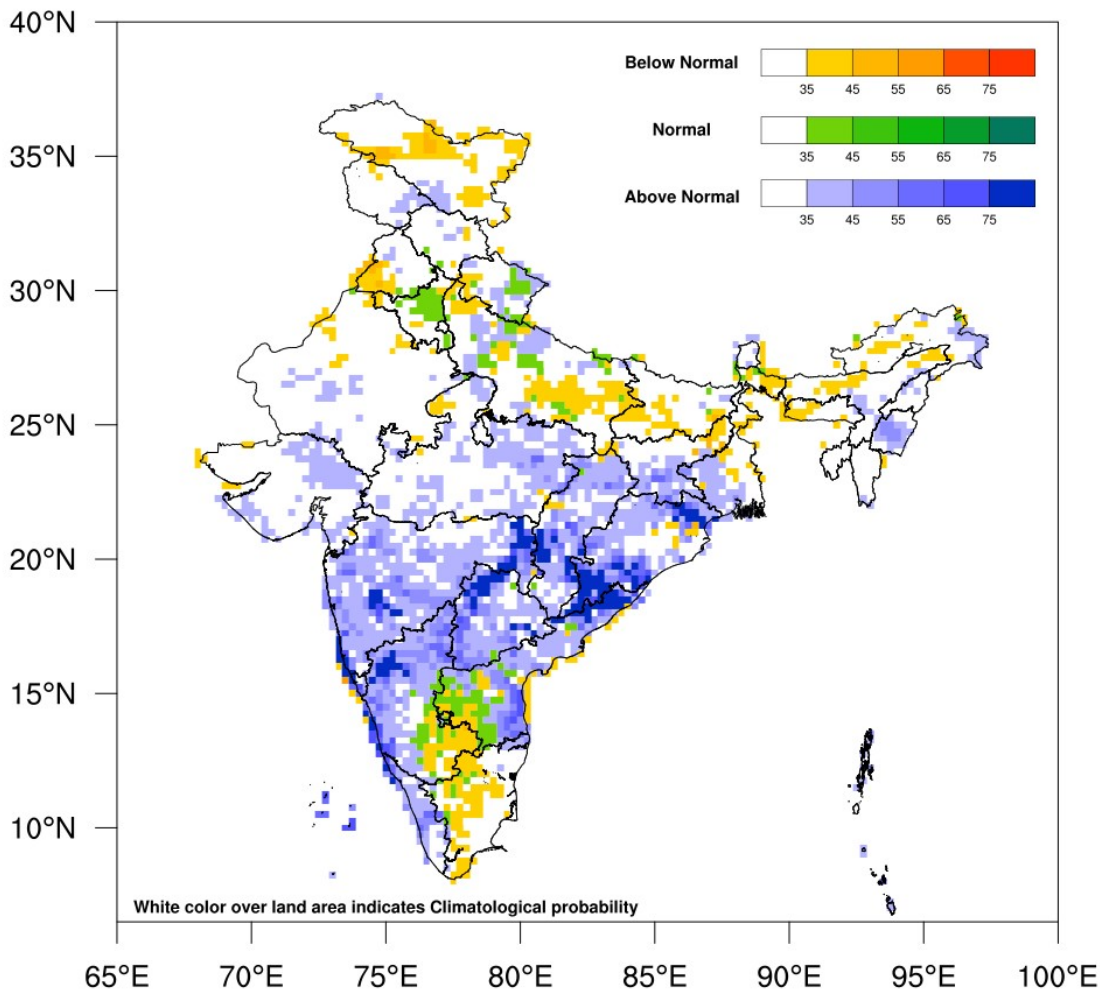 40°N
35°N
30°N
25°N
20°N
15°N
10°N
Below Normal
35 45 55 65 75
Normal
35 45 55 65 75
Above Normal
35 45 55 65 75
White color over land area indicates Climatological probability
65°E 70°E 75°E 80°E 85°E 90°E 95°E 100°E